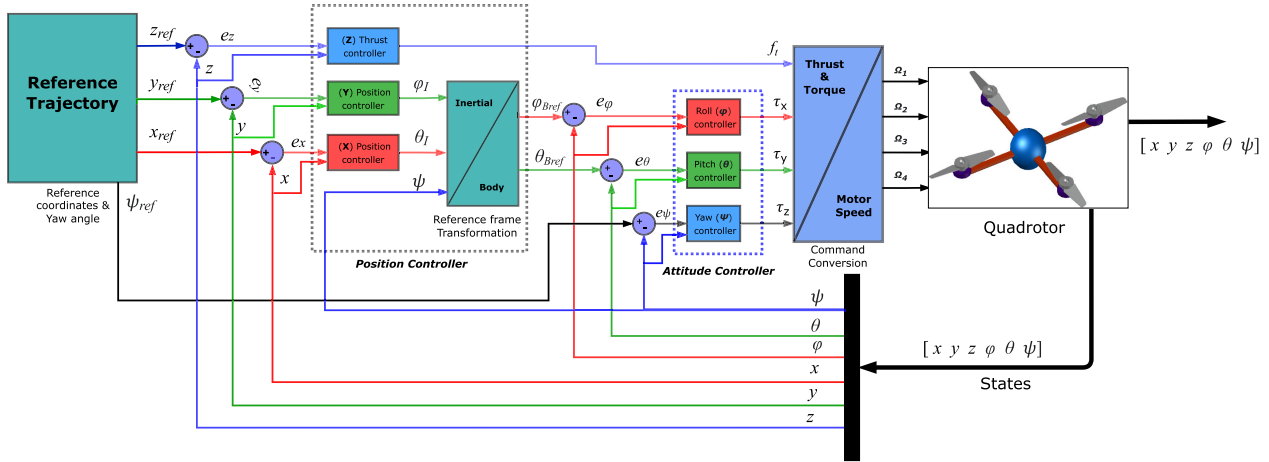 Reference
Trajectory
Reference
coordinates &
Yaw angle
z_ref
y_ref
x_ref
ψ_ref
e_z
z
e_y
y
e_x
x
(Z) Thrust
controller
(Y) Position
controller
(X) Position
controller
φ_I
θ_I
ψ
Inertial
Body
Reference frame
Transformation
Position Controller
φ_Bref
θ_Bref
e_φ
e_θ
e_ψ
Roll (φ)
controller
Pitch (θ)
controller
Yaw (Ψ)
controller
Attitude Controller
f_t
τ_x
τ_y
τ_z
Thrust
&
Torque
Motor
Speed
Command
Conversion
Ω_1
Ω_2
Ω_3
Ω_4
Quadrotor
[ x y z φ θ ψ]
[ x y z φ θ ψ]
States
ψ
θ
φ
x
y
z